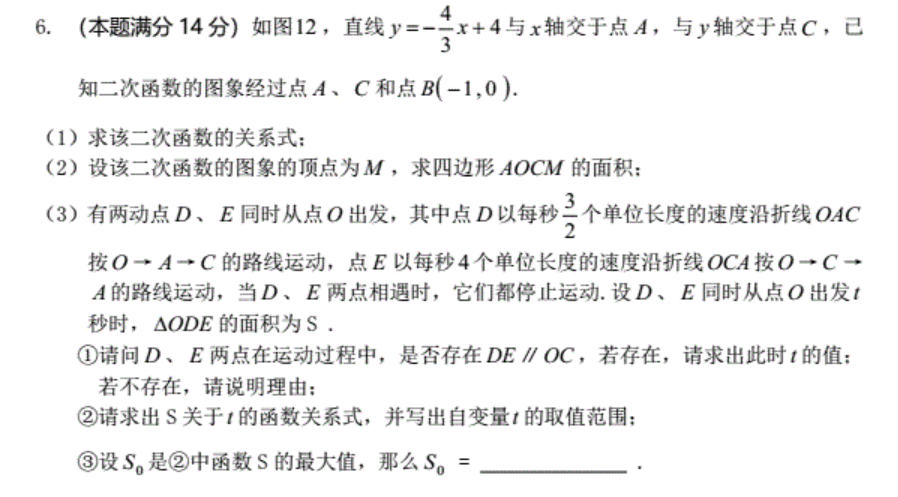 6. （本题满分 14 分）如图12，直线 y=-\frac{4}{3}x+4 与 x 轴交于点 A，与 y 轴交于点 C，已
知二次函数的图象经过点 A、C 和点 B(-1,0).
（1）求该二次函数的关系式；
（2）设该二次函数的图象的顶点为 M，求四边形 AOCM 的面积；
（3）有两动点 D、E 同时从点 O 出发，其中点 D 以每秒 \frac{3}{2} 个单位长度的速度沿折线 OAC
按 O→A→C 的路线运动，点 E 以每秒 4 个单位长度的速度沿折线 OCA 按 O→C→
A 的路线运动，当 D、E 两点相遇时，它们都停止运动. 设 D、E 同时从点 O 出发 t
秒时，ΔODE 的面积为 S .
①请问 D、E 两点在运动过程中，是否存在 DE∥OC，若存在，请求出此时 t 的值；
若不存在，请说明理由；
②请求出 S 关于 t 的函数关系式，并写出自变量 t 的取值范围；
③设 S₀ 是②中函数 S 的最大值，那么 S₀ = ________ .